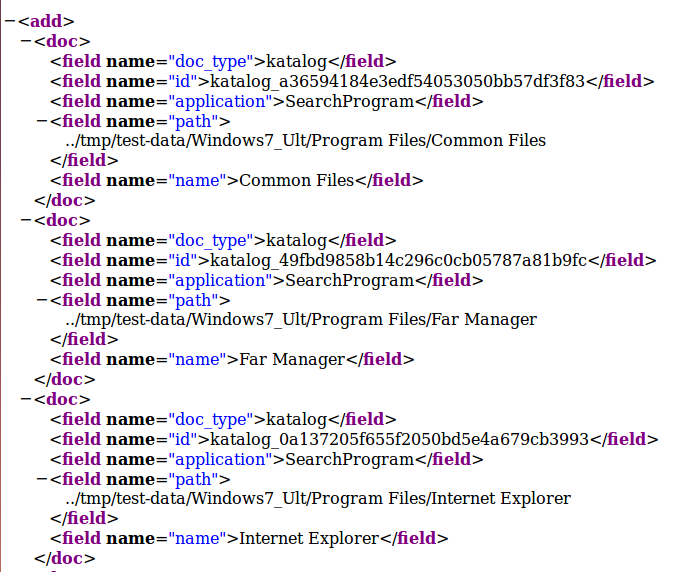 −<add>
−<doc>
<field name="doc_type">katalog</field>
<field name="id">katalog_a36594184e3edf54053050bb57df3f83</field>
<field name="application">SearchProgram</field>
−<field name="path">
../tmp/test-data/Windows7_Ult/Program Files/Common Files
</field>
<field name="name">Common Files</field>
</doc>
−<doc>
<field name="doc_type">katalog</field>
<field name="id">katalog_49fbd9858b14c296c0cb05787a81b9fc</field>
<field name="application">SearchProgram</field>
−<field name="path">
../tmp/test-data/Windows7_Ult/Program Files/Far Manager
</field>
<field name="name">Far Manager</field>
</doc>
−<doc>
<field name="doc_type">katalog</field>
<field name="id">katalog_0a137205f655f2050bd5e4a679cb3993</field>
<field name="application">SearchProgram</field>
−<field name="path">
../tmp/test-data/Windows7_Ult/Program Files/Internet Explorer
</field>
<field name="name">Internet Explorer</field>
</doc>